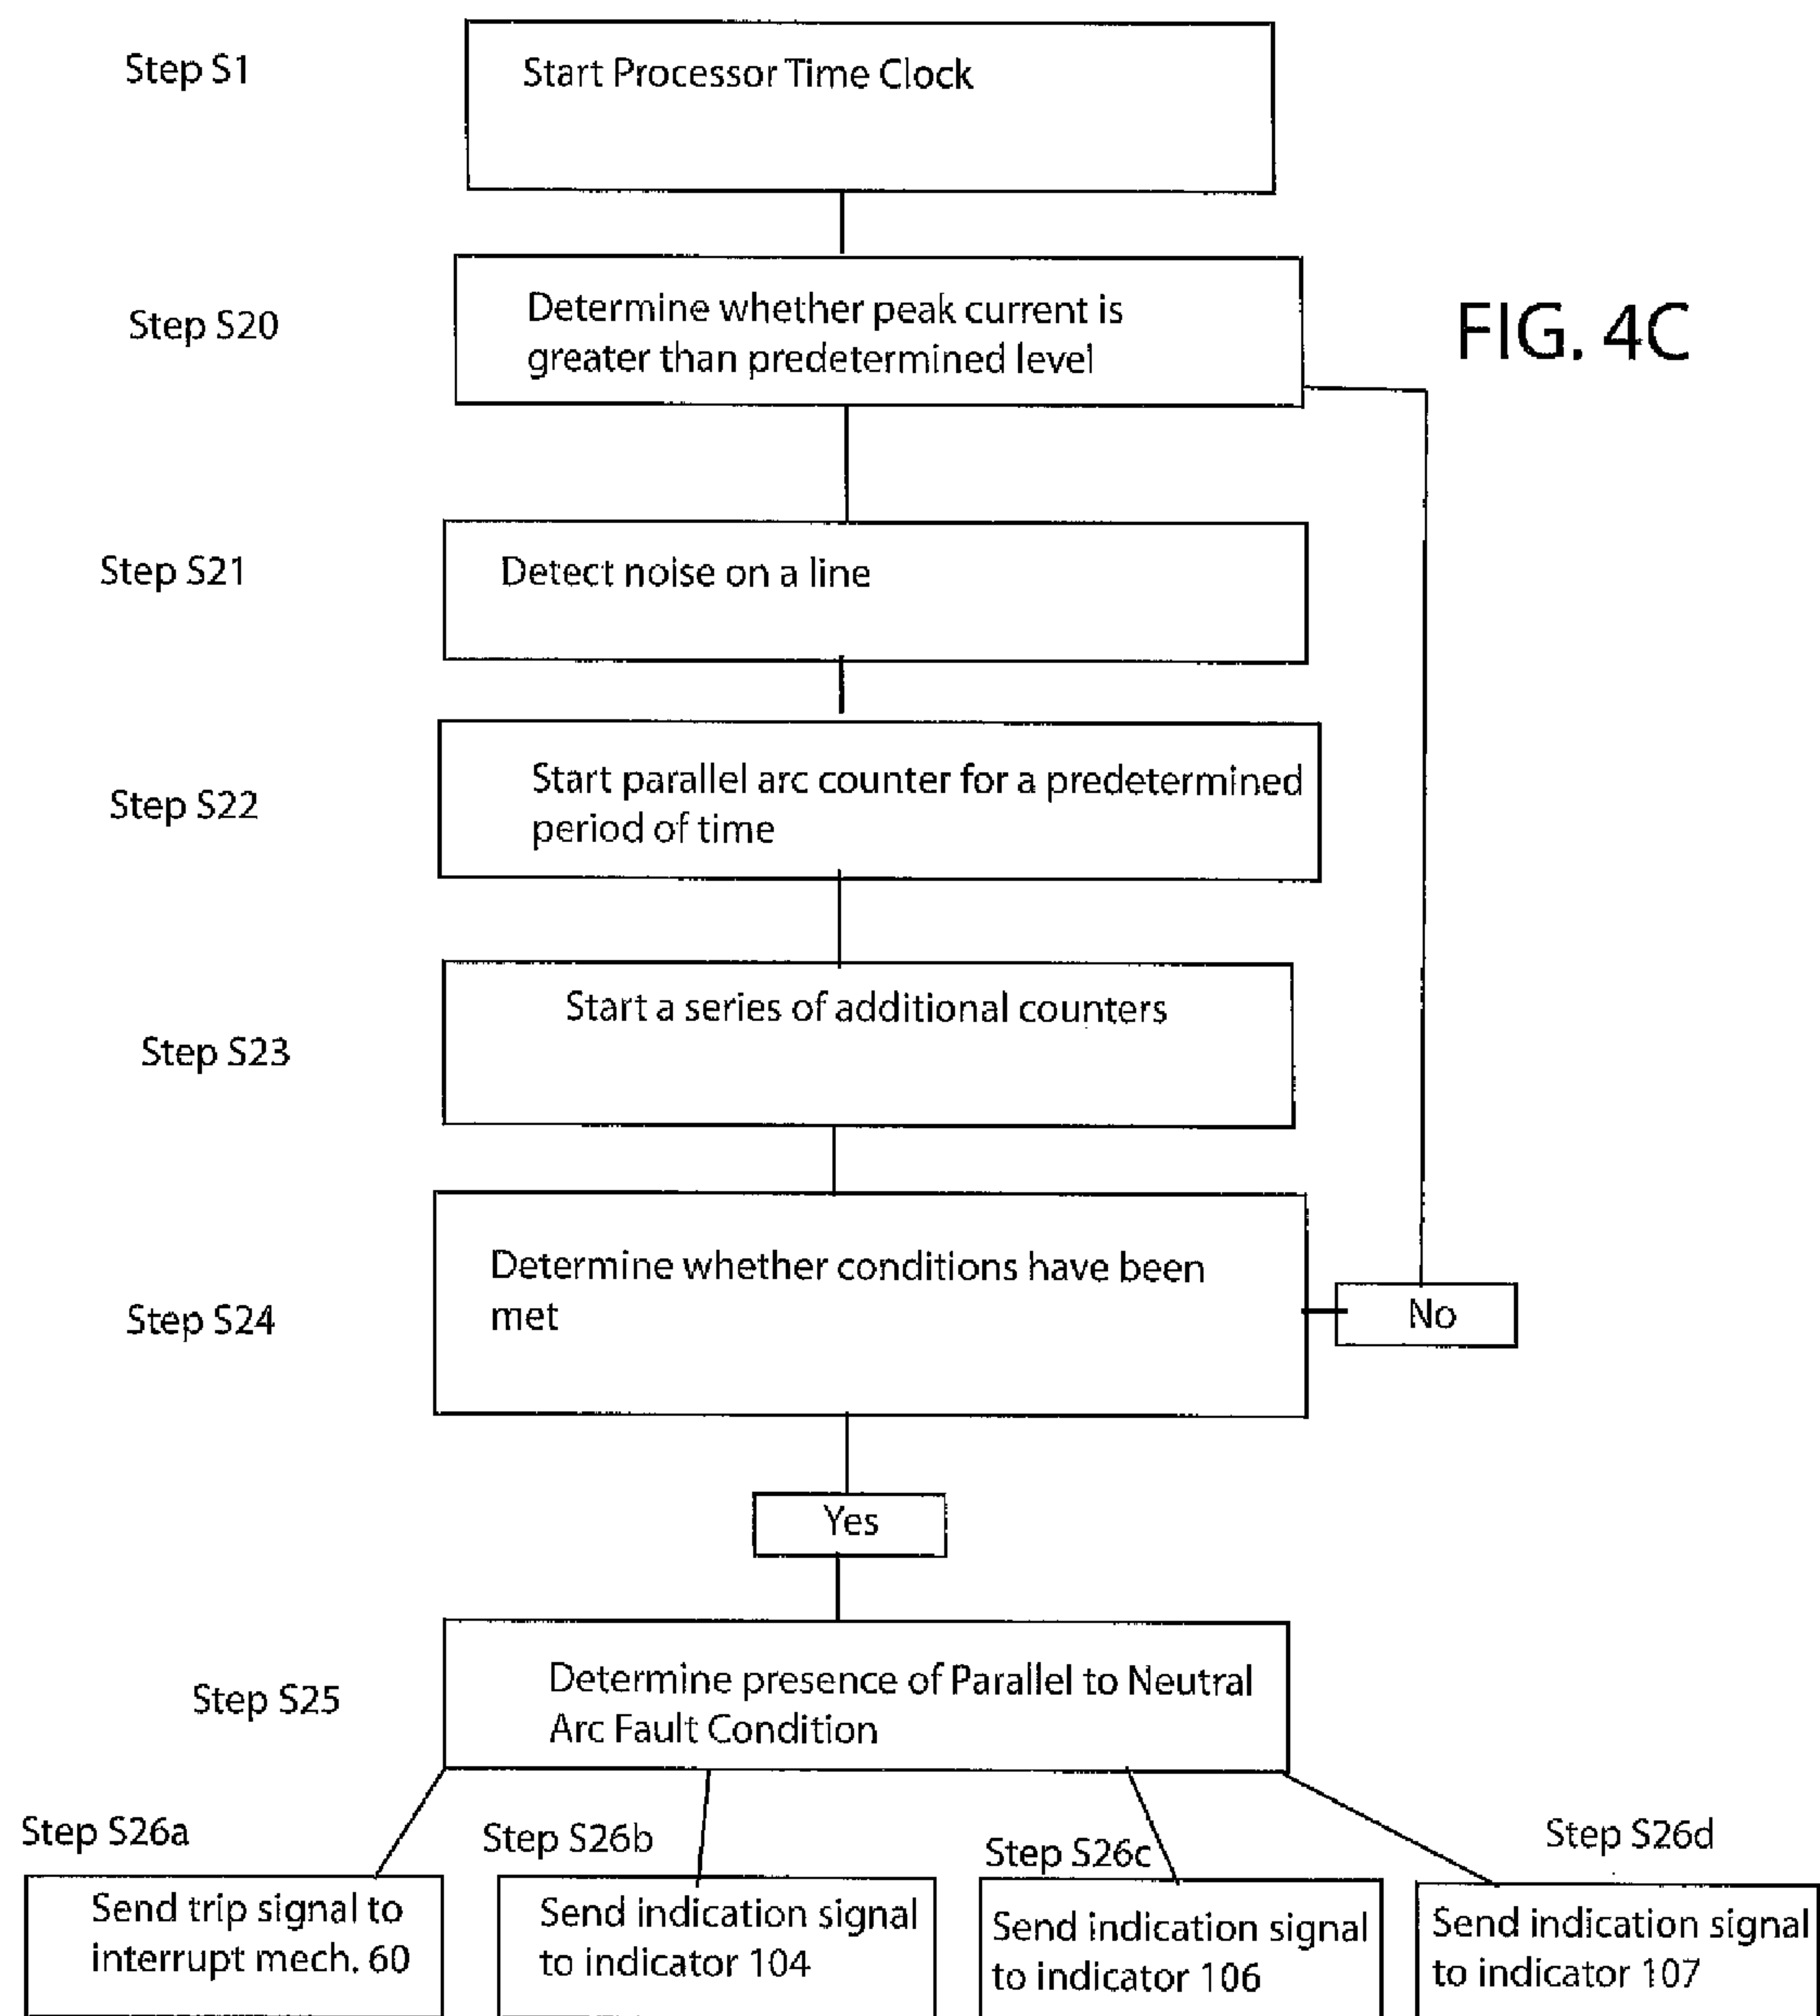 Step S1
Start Processor Time Clock
Step S20
Determine whether peak current is
greater than predetermined level
FIG. 4C
Step S21
Detect noise on a line
Step S22
Start parallel arc counter for a predetermined
period of time
Step S23
Start a series of additional counters
Step S24
Determine whether conditions have been
met
No
Yes
Step S25
Determine presence of Parallel to Neutral
Arc Fault Condition
Step S26a
Send trip signal to
interrupt mech. 60
Step S26b
Send indication signal
to indicator 104
Step S26c
Send indication signal
to indicator 106
Step S26d
Send indication signal
to indicator 107